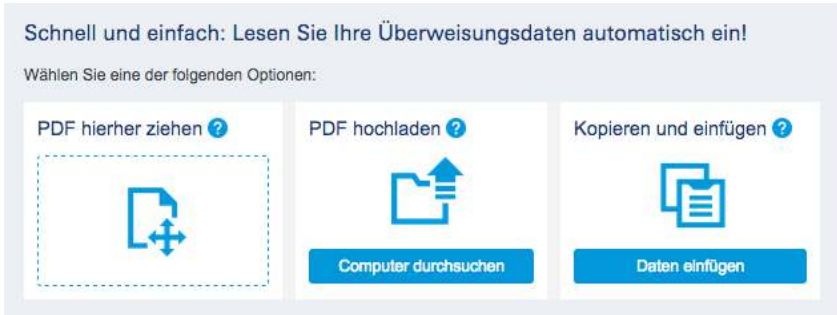 Schnell und einfach: Lesen Sie Ihre Überweisungsdaten automatisch ein!
Wählen Sie eine der folgenden Optionen:
PDF hierher ziehen ?
PDF hochladen ?
Computer durchsuchen
Kopieren und einfügen ?
Daten einfügen